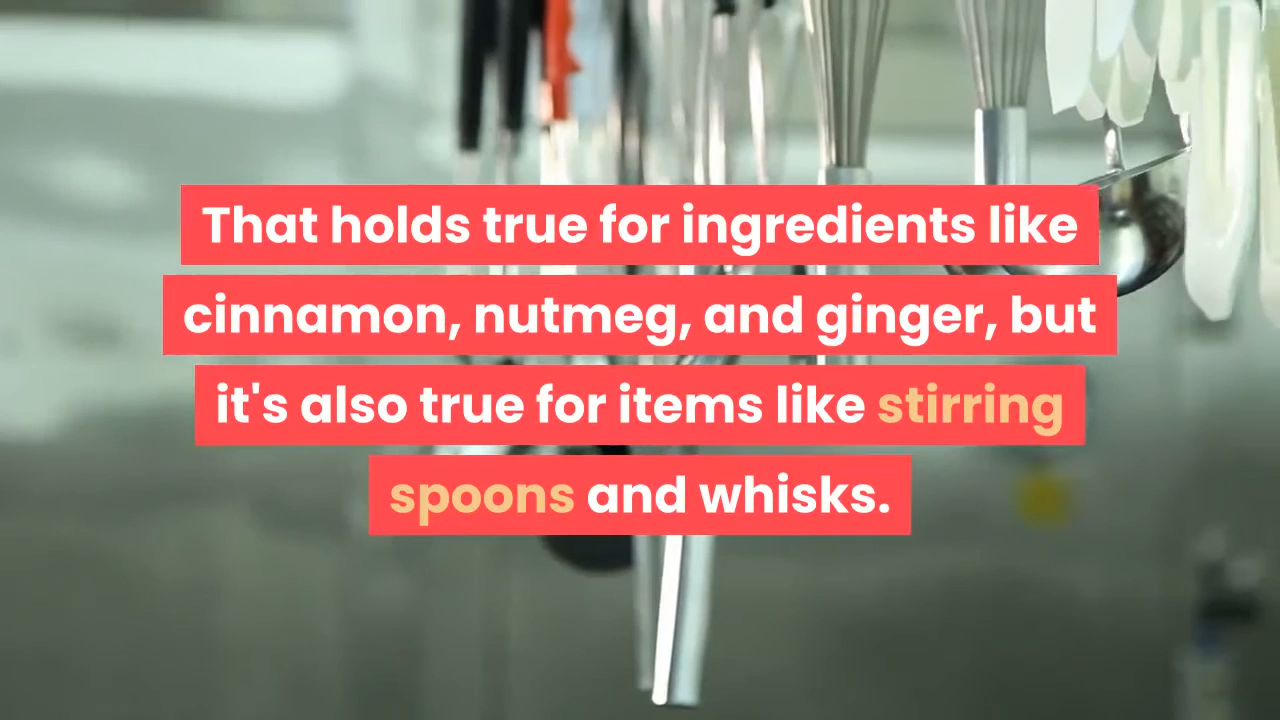 That holds true for ingredients like
cinnamon, nutmeg, and ginger, but
it's also true for items like stirring
spoons and whisks.